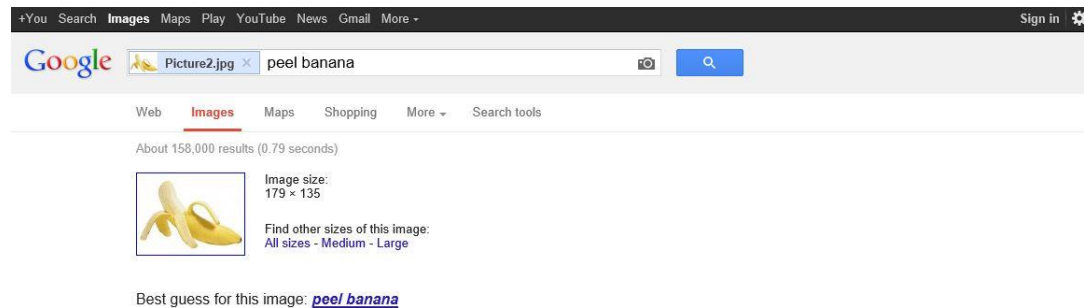 +You Search Images Maps Play YouTube News Gmail More
Sign in
Google Picture2.jpg × peel banana
Web Images Maps Shopping More Search tools
About 158,000 results (0.79 seconds)
Image size:
179 × 135
Find other sizes of this image:
All sizes - Medium - Large
Best guess for this image: peel banana